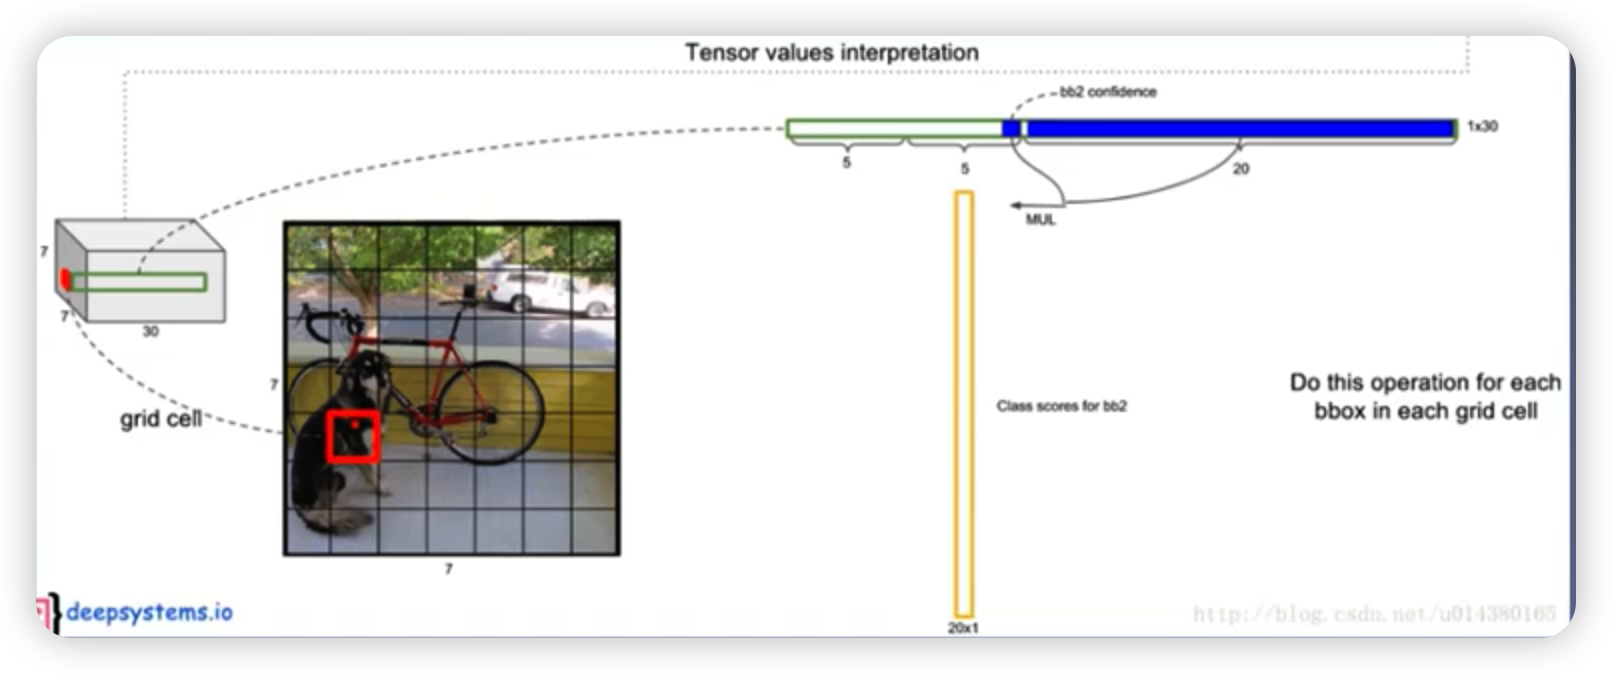 Tensor values interpretation
bb2 confidence
1x30
5
5
20
MUL
7
7
30
7
grid cell
7
Class scores for bb2
20x1
Do this operation for each
bbox in each grid cell
deepsystems.io
http://blog.csdn.net/u014380165